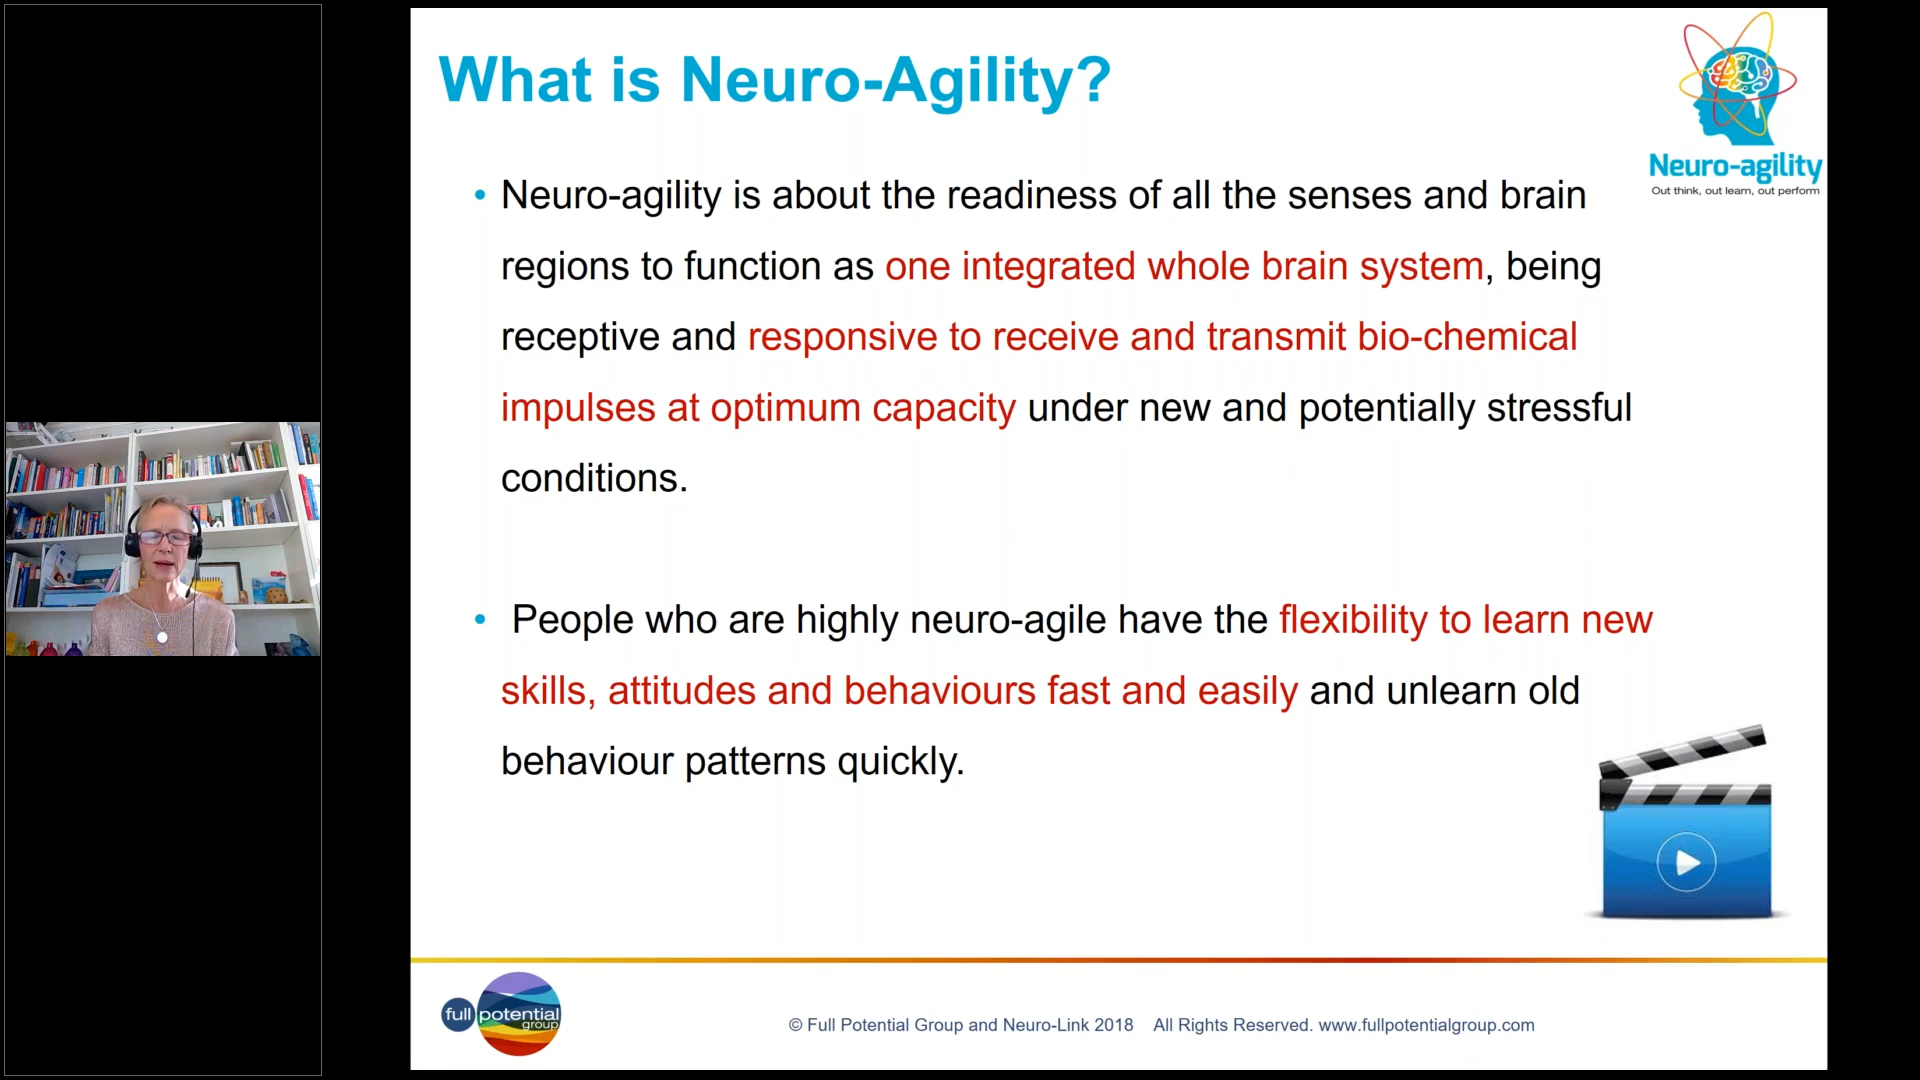 What is Neuro-Agility?
Neuro-agility
Out think, out learn, out perform
• Neuro-agility is about the readiness of all the senses and brain
regions to function as one integrated whole brain system, being
receptive and responsive to receive and transmit bio-chemical
impulses at optimum capacity under new and potentially stressful
conditions.
• People who are highly neuro-agile have the flexibility to learn new
skills, attitudes and behaviours fast and easily and unlearn old
behaviour patterns quickly.
full potential
group
© Full Potential Group and Neuro-Link 2018 All Rights Reserved. www.fullpotentialgroup.com